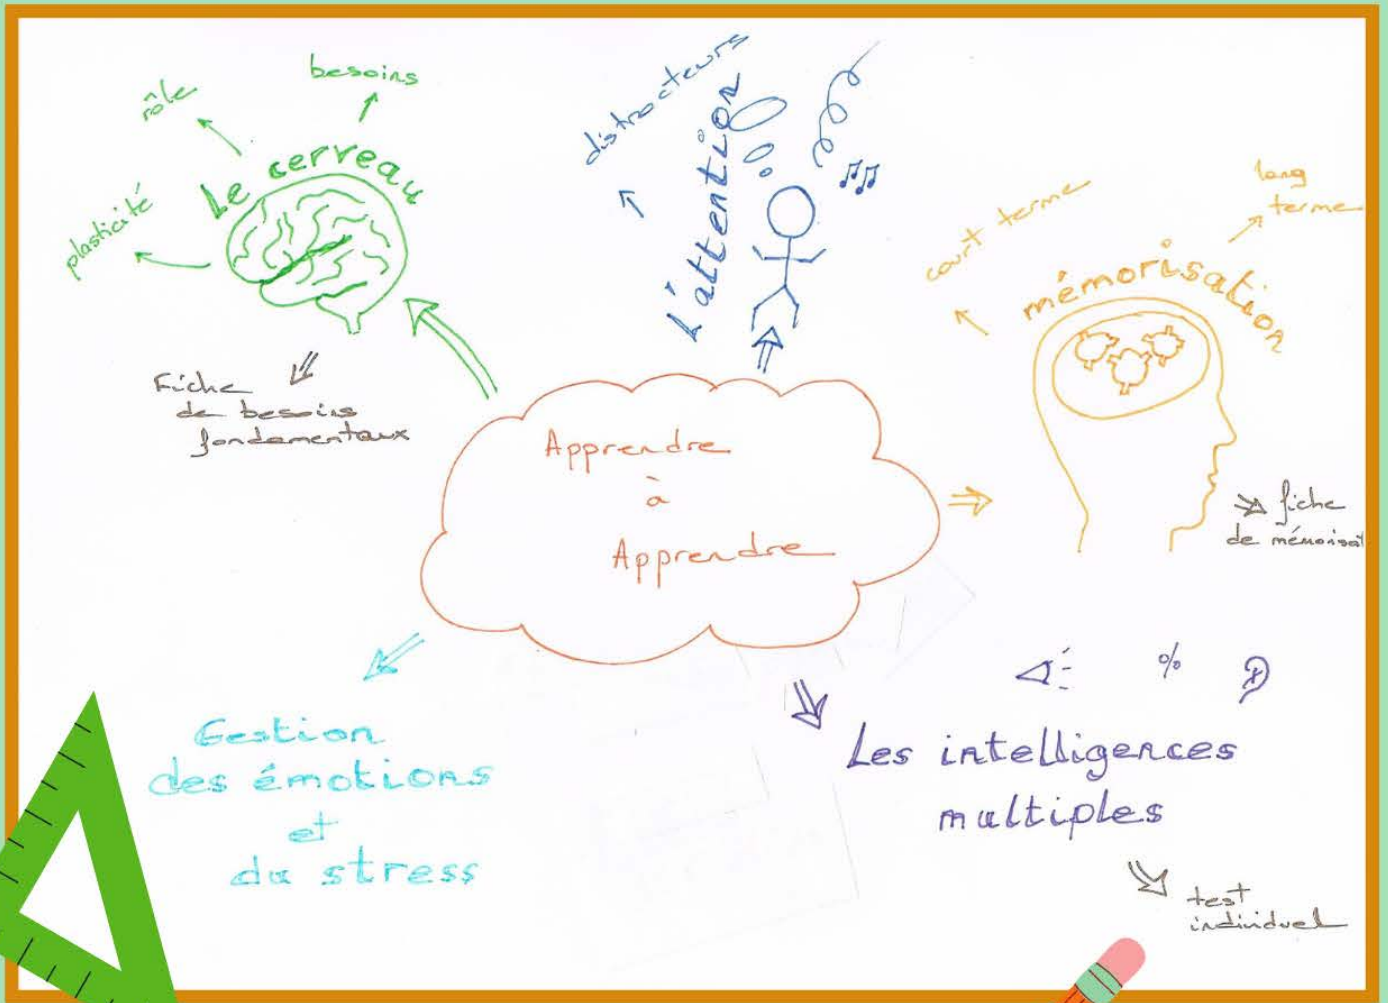 besoins
rôle
Le cerveau
plasticité
Fiche
de besoins
fondamentaux
distracteurs
L'attention
court terme
long
terme
mémorisation
fiche
de mémorisat
Apprendre
à
Apprendre
Gestion
des émotions
et
du stress
%
Les intelligences
multiples
test
individuel